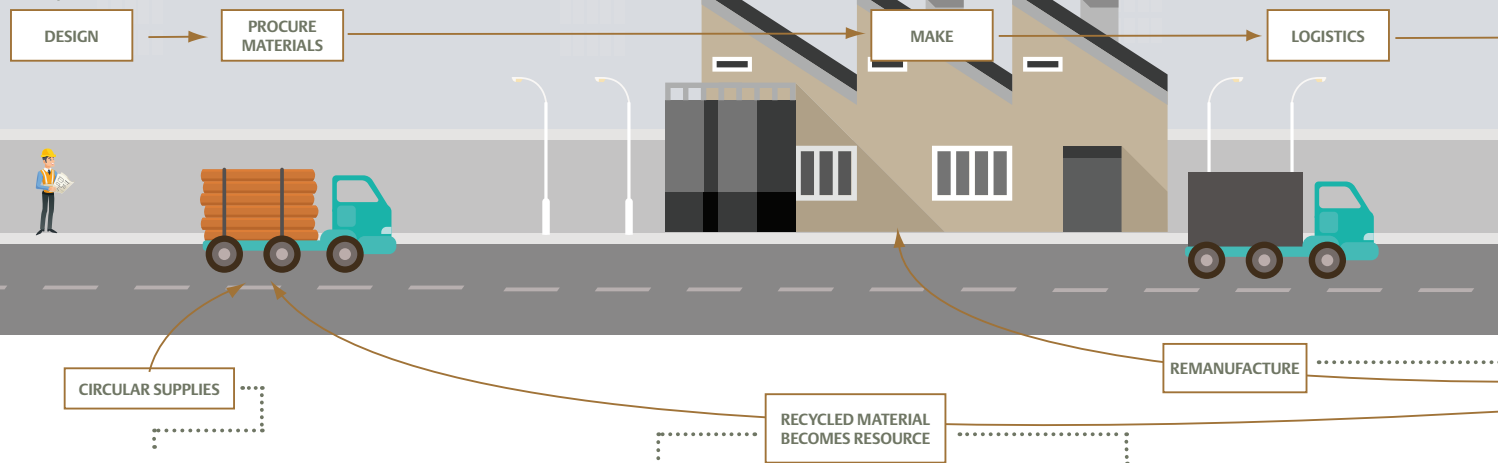 DESIGN
PROCURE
MATERIALS
MAKE
LOGISTICS
CIRCULAR SUPPLIES
REMANUFACTURE
RECYCLED MATERIAL
BECOMES RESOURCE